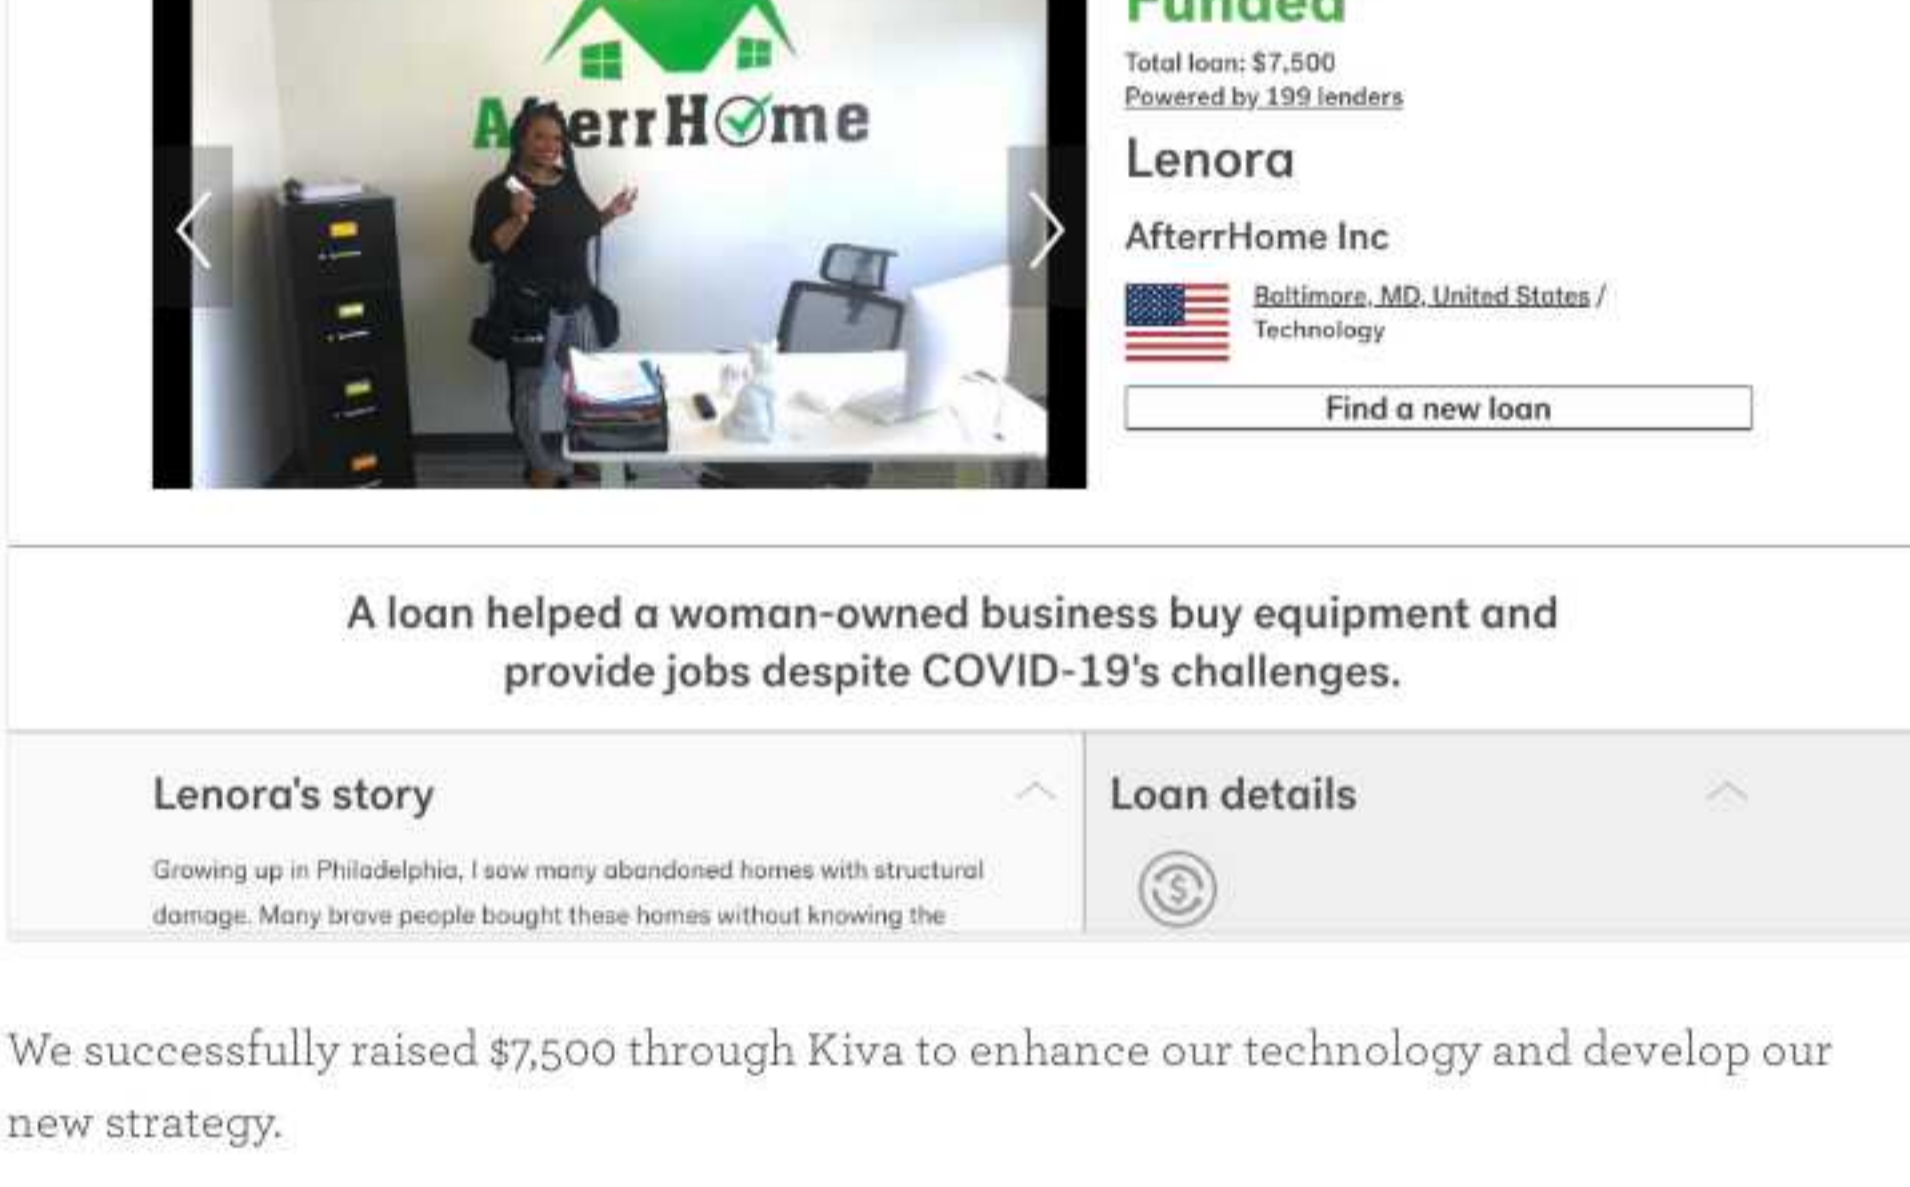 Funded
Total loan: $7,500
Powered by 199 lenders
AfterrHome
Lenora
AfterrHome Inc
Baltimore, MD, United States /
Technology
Find a new loan
A loan helped a woman-owned business buy equipment and
provide jobs despite COVID-19's challenges.
Lenora's story
Loan details
Growing up in Philadelphia, I saw many abandoned homes with structural
damage. Many brave people bought these homes without knowing the
$
We successfully raised $7,500 through Kiva to enhance our technology and develop our
new strategy.